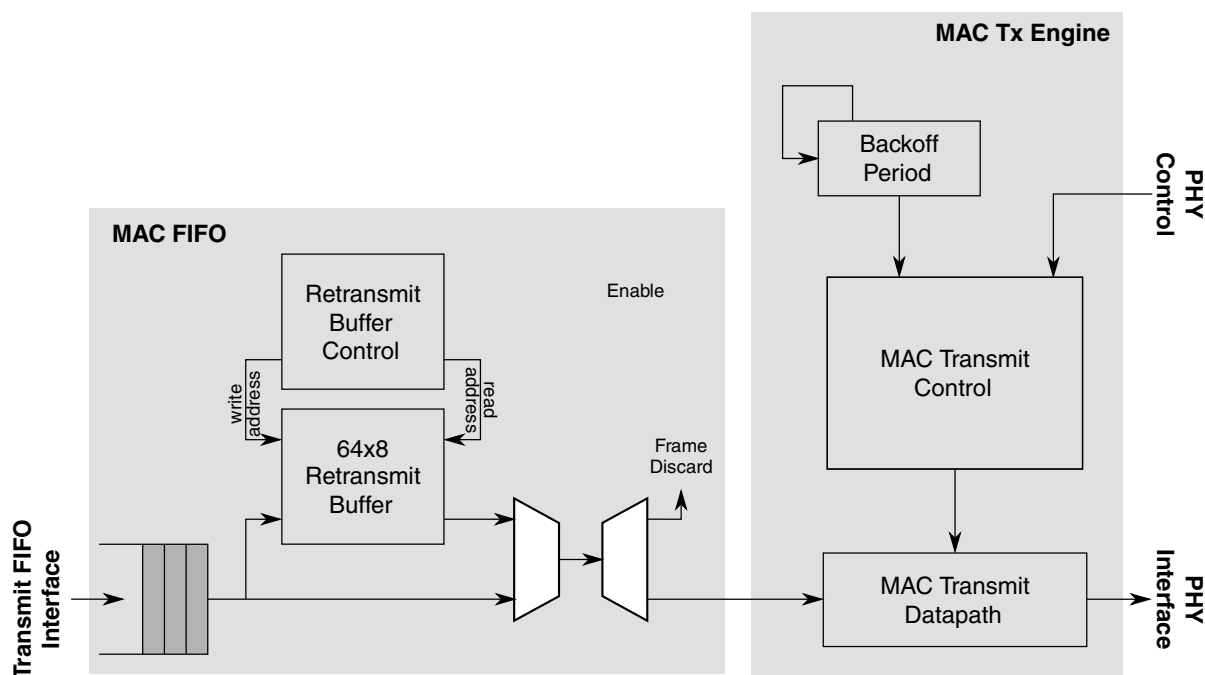 MAC Tx Engine
Backoff
Period
PHY
Control
MAC FIFO
Retransmit
Buffer
Control
Enable
MAC Transmit
Control
write
address
read
address
64x8
Retransmit
Buffer
Frame
Discard
Transmit FIFO
Interface
MAC Transmit
Datapath
PHY
Interface